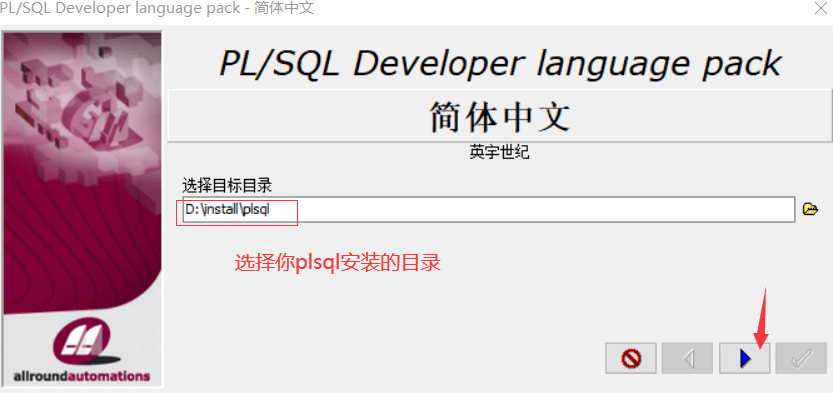 PL/SQL Developer language pack - 简体中文
PL/SQL Developer language pack
简体中文
英宇世纪
选择目标目录
D:\install\plsql
选择你plsql安装的目录
allroundautomations